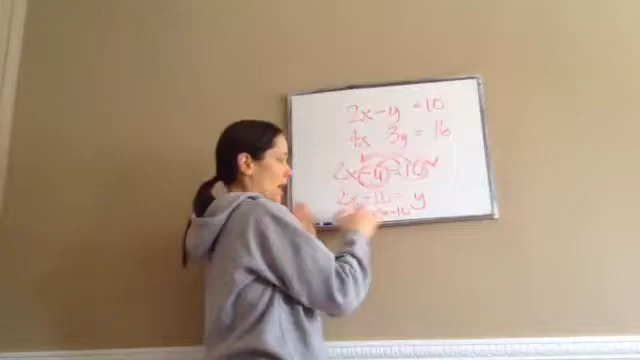 2x - y = 10
4x 3y = 16
2x - y = 10
2x - 10 = y